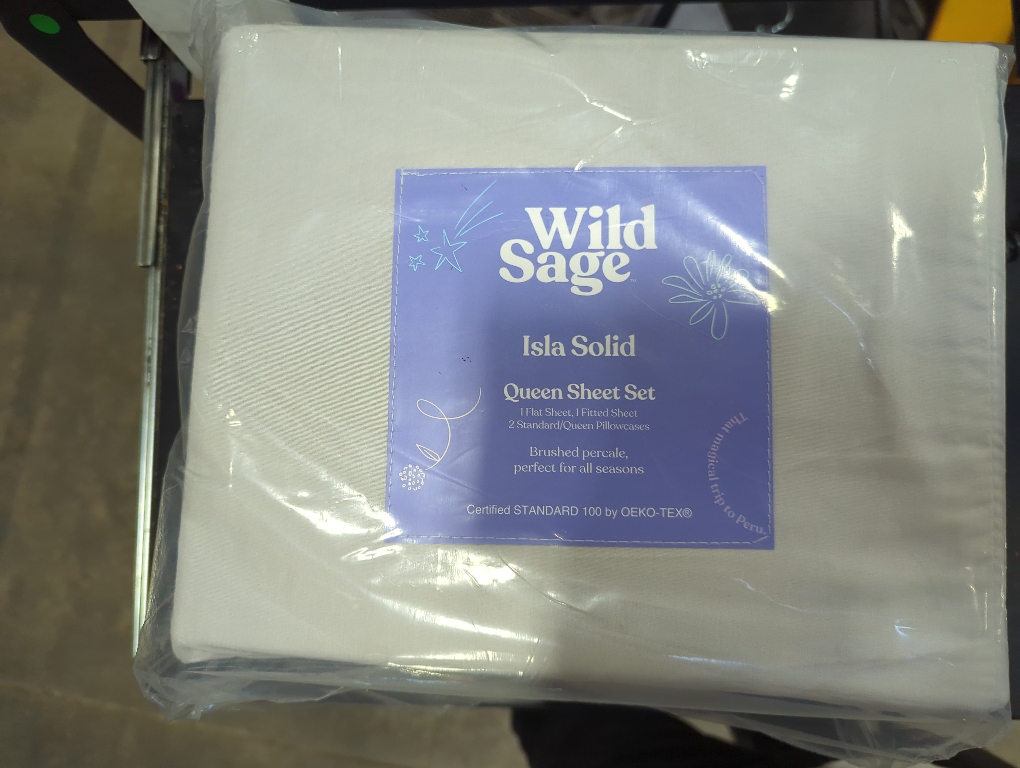 Wild
Sage™
Isla Solid
Queen Sheet Set
1 Flat Sheet, 1 Fitted Sheet
2 Standard/Queen Pillowcases
Brushed percale,
perfect for all seasons
That magical trip to Peru.
Certified STANDARD 100 by OEKO-TEX®